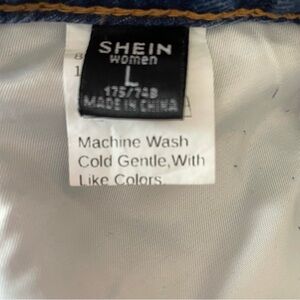 SHEIN
women
L
175/74B
MADE IN CHINA
Machine Wash
Cold Gentle,With
Like Colors.